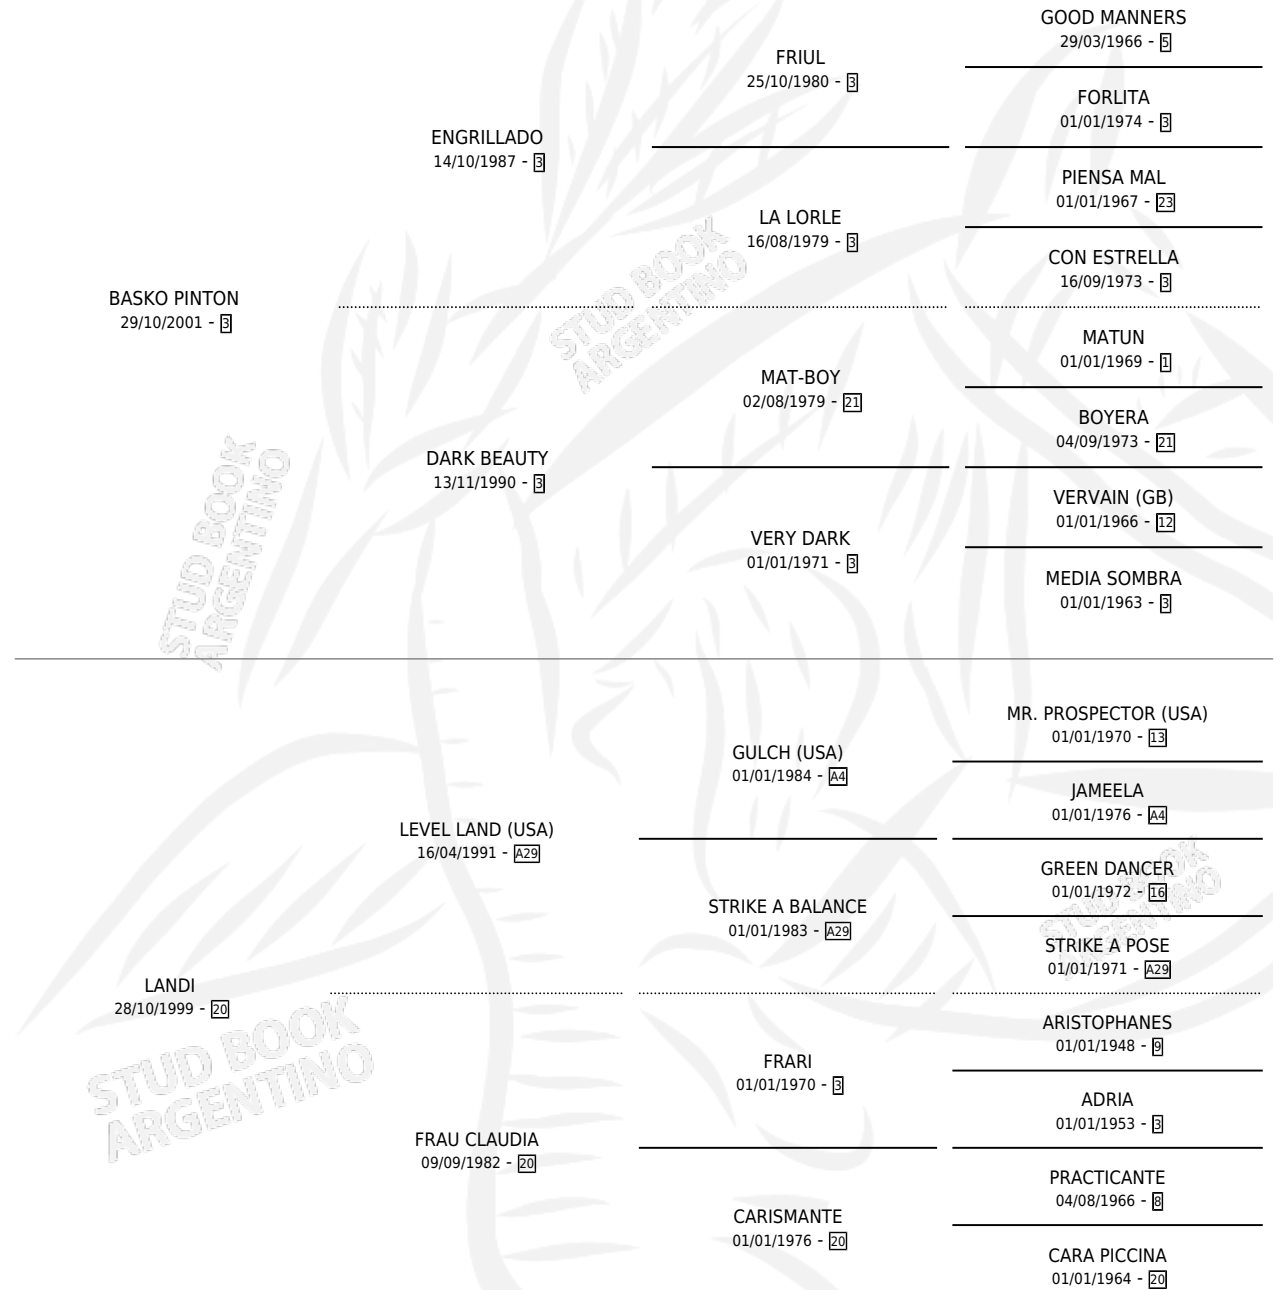 GOOD MANNERS
29/03/1966 - 5
FRIUL
25/10/1980 - 3
FORLITA
01/01/1974 - 3
ENGRILLADO
14/10/1987 - 3
PIENSA MAL
01/01/1967 - 23
LA LORLE
16/08/1979 - 3
CON ESTRELLA
16/09/1973 - 3
BASKO PINTON
29/10/2001 - 3
STUD BOOK
ARGENTINO
MATUN
01/01/1969 - 1
MAT-BOY
02/08/1979 - 21
BOYERA
04/09/1973 - 21
DARK BEAUTY
13/11/1990 - 3
VERVAIN (GB)
01/01/1966 - 12
VERY DARK
01/01/1971 - 3
MEDIA SOMBRA
01/01/1963 - 3
STUD BOOK
ARGENTINO
MR. PROSPECTOR (USA)
01/01/1970 - 13
GULCH (USA)
01/01/1984 - A4
JAMEELA
01/01/1976 - A4
LEVEL LAND (USA)
16/04/1991 - A29
GREEN DANCER
01/01/1972 - 16
STUD BOOK
ARGENTINO
STRIKE A BALANCE
01/01/1983 - A29
STRIKE A POSE
01/01/1971 - A29
LANDI
28/10/1999 - 20
ARISTOPHANES
01/01/1948 - 9
FRARI
01/01/1970 - 3
ADRIA
01/01/1953 - 3
STUD BOOK
ARGENTINO
FRAU CLAUDIA
09/09/1982 - 20
PRACTICANTE
04/08/1966 - 8
CARISMANTE
01/01/1976 - 20
CARA PICCINA
01/01/1964 - 20